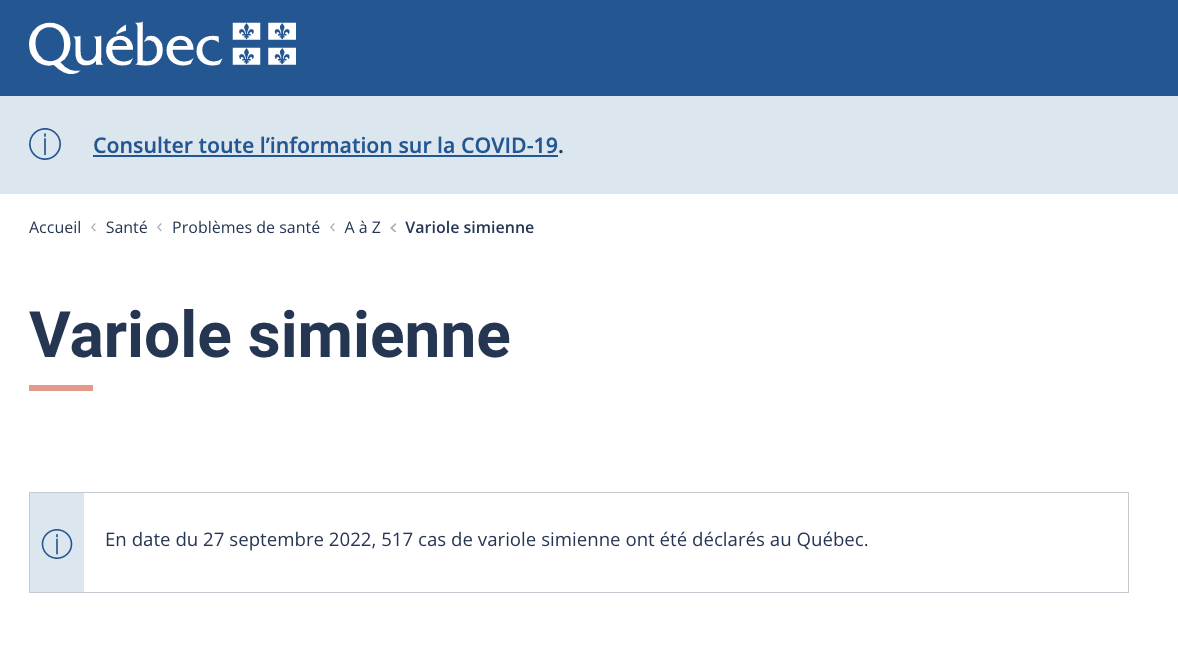 Québec
Consulter toute l’information sur la COVID-19.
Accueil < Santé < Problèmes de santé < A à Z < Variole simienne
Variole simienne
En date du 27 septembre 2022, 517 cas de variole simienne ont été déclarés au Québec.